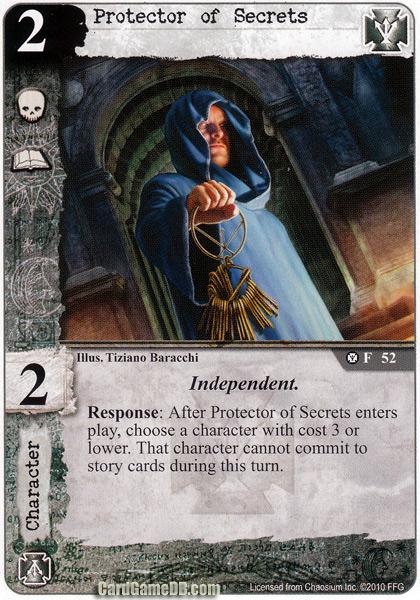 2
Protector of Secrets
Illus. Tiziano Baracchi
F 52
2
Independent.
Response: After Protector of Secrets enters
play, choose a character with cost 3 or
lower. That character cannot commit to
story cards during this turn.
Character
Licensed from Chaosium Inc. ©2010 FFG
CardGameDB.com